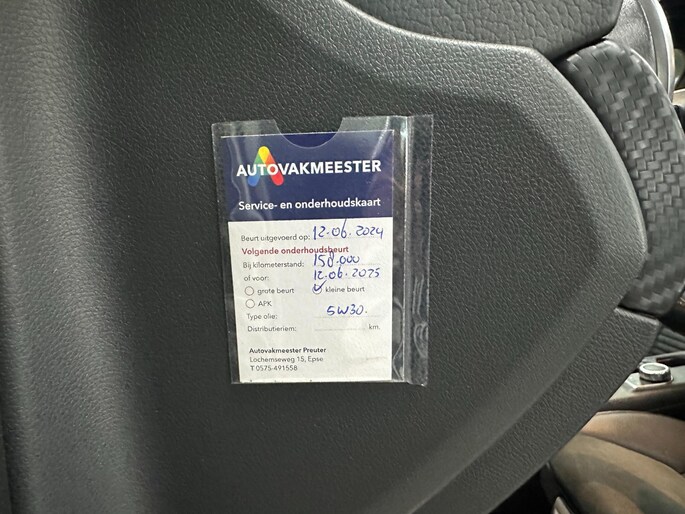 AUTOVAKMEESTER
Service- en onderhoudskaart
Beurt uitgevoerd op: 12.06.2024
Volgende onderhoudsbeurt
Bij kilometerstand: 158.000
of voor: 12.06.2025
grote beurt kleine beurt
APK
Type olie: 5W30.
Distributieriem: km.
Autovakmeester Preuter
Lochemseweg 15, Epse
T 0575-491558